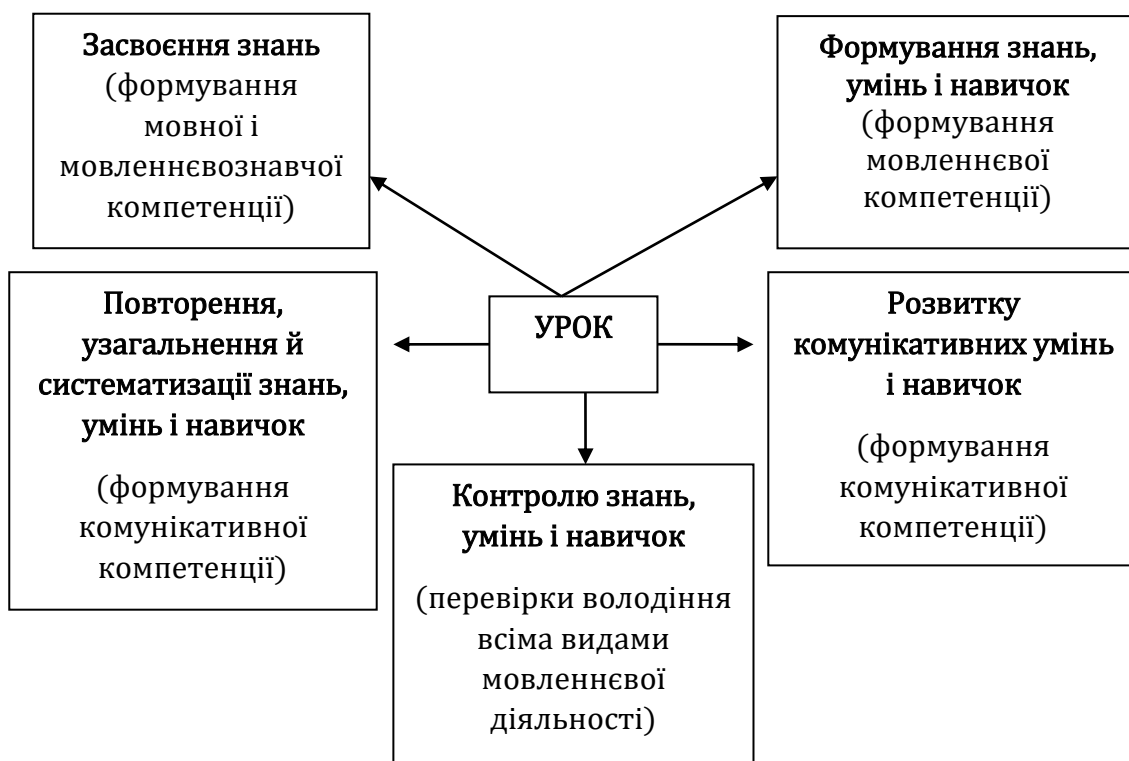 Засвоєння знань
(формування
мовної і
мовленнєвознавчої
компетенції)
Формування знань,
умінь і навичок
(формування
мовленнєвої
компетенції)
Повторення,
узагальнення й
систематизації знань,
умінь і навичок
(формування
комунікативної
компетенції)
УРОК
Розвитку
комунікативних умінь
і навичок
(формування
комунікативної
компетенції)
Контролю знань,
умінь і навичок
(перевірки володіння
всіма видами
мовленнєвої
діяльності)